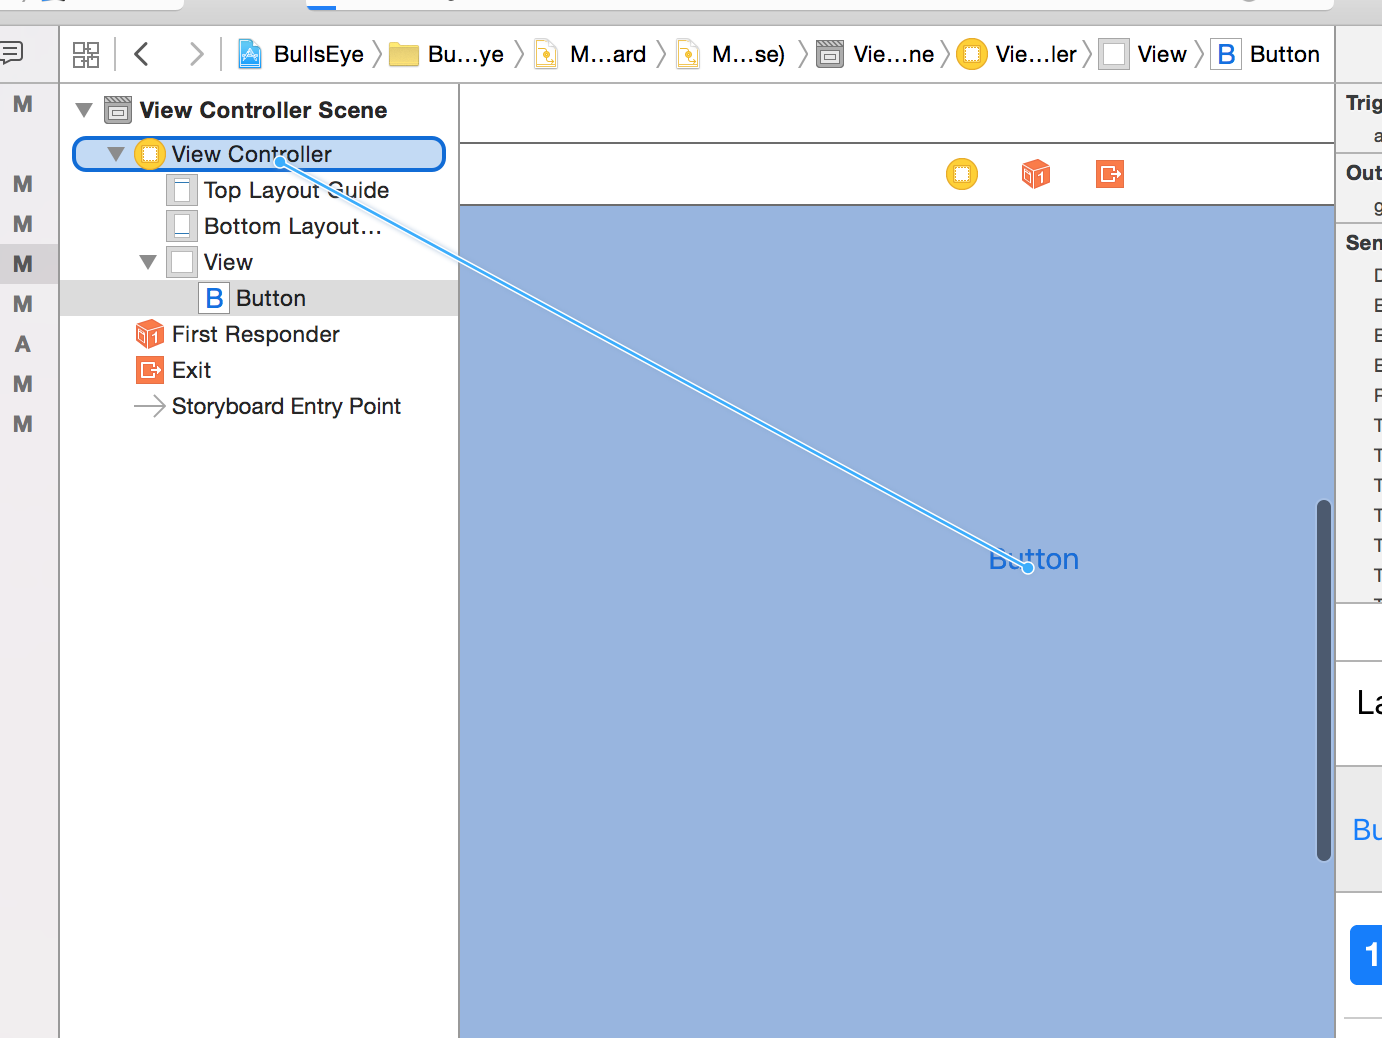 BullsEye Bu...ye M...ard M...se) Vie...ne Vie...ler View B Button
M
M
M
M
M
A
M
M
View Controller Scene
View Controller
Top Layout Guide
Bottom Layout...
View
B Button
First Responder
Exit
Storyboard Entry Point
1
Button
Trig
a
Out
g
Sen
D
E
E
E
R
T
T
T
T
T
T
La
Bu
1